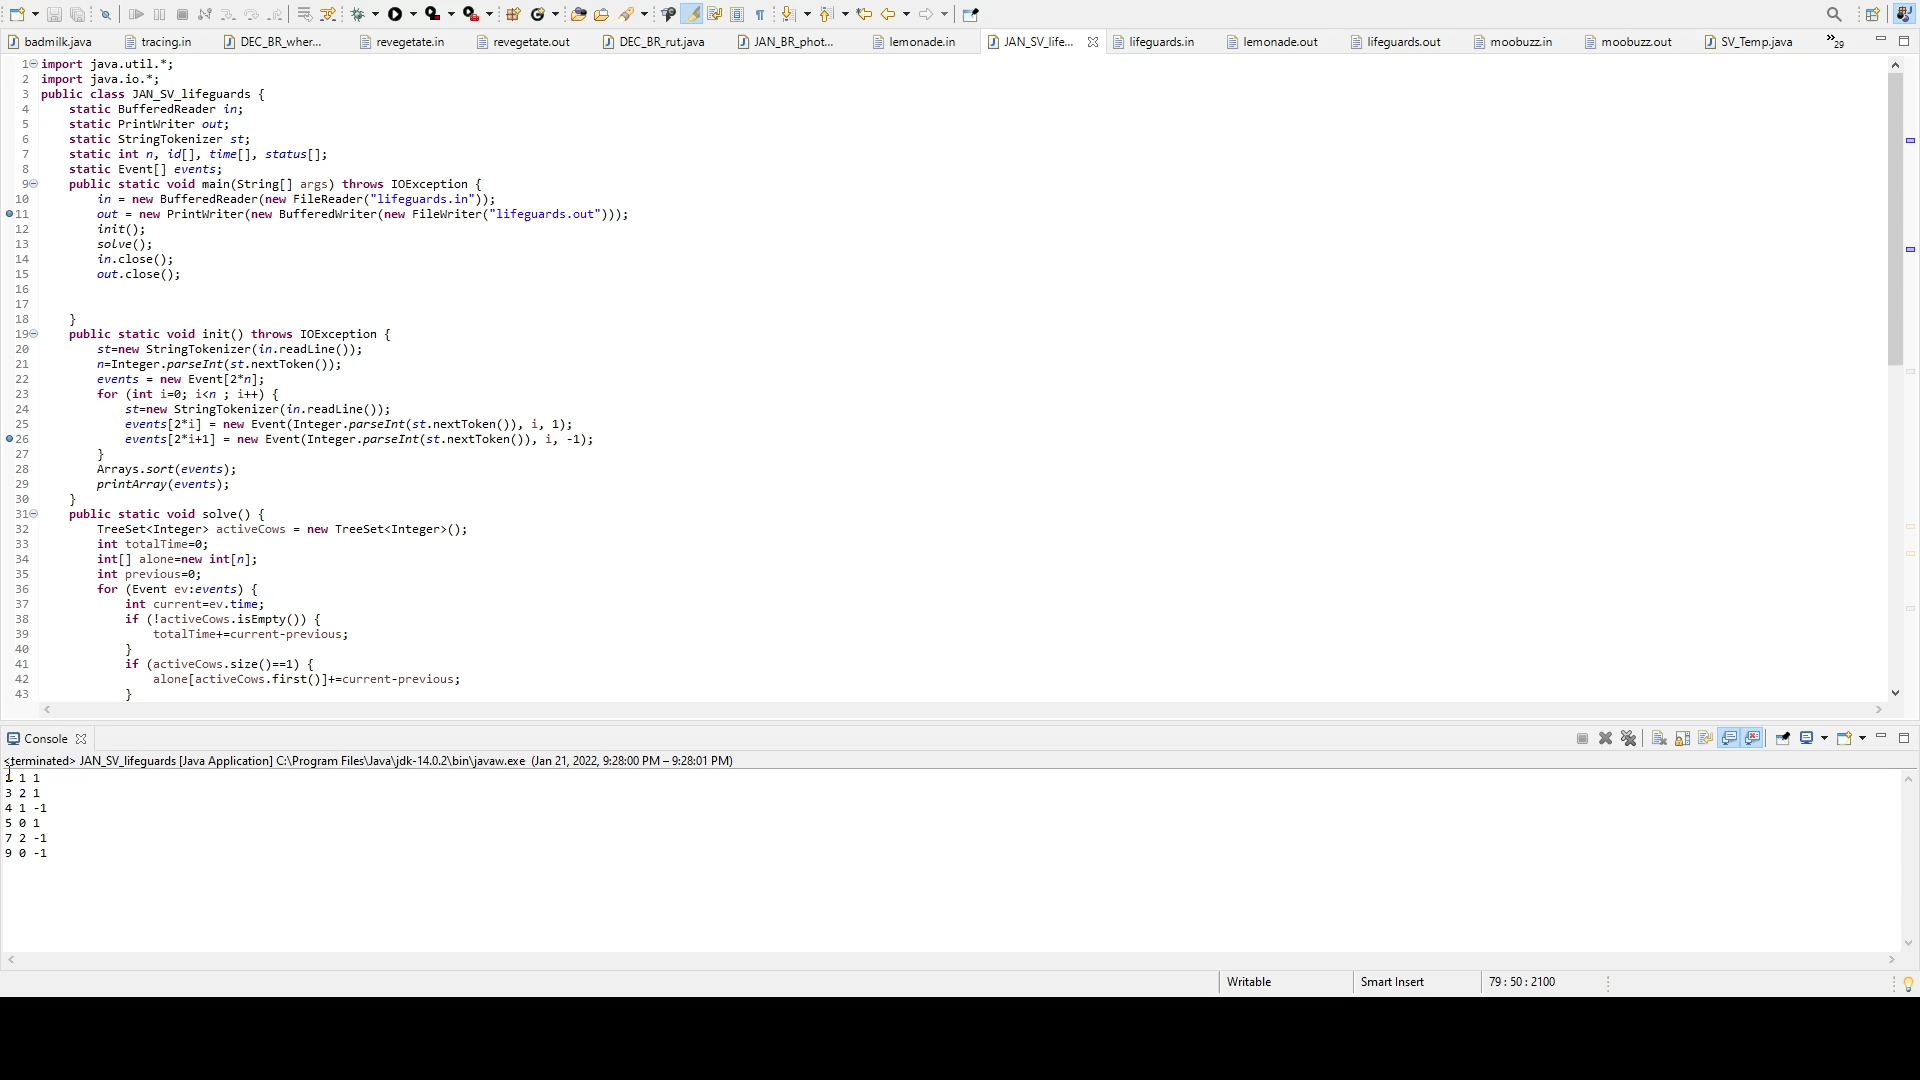 badmilk.java tracing.in DEC_BR_wher... revegetate.in revegetate.out DEC_BR_rut.java JAN_BR_phot... lemonade.in JAN_SV_life... lifeguards.in lemonade.out lifeguards.out moobuzz.in moobuzz.out SV_Temp.java »29
1 import java.util.*;
2 import java.io.*;
3 public class JAN_SV_lifeguards {
4 static BufferedReader in;
5 static PrintWriter out;
6 static StringTokenizer st;
7 static int n, id[], time[], status[];
8 static Event[] events;
9 public static void main(String[] args) throws IOException {
10 in = new BufferedReader(new FileReader("lifeguards.in"));
11 out = new PrintWriter(new BufferedWriter(new FileWriter("lifeguards.out")));
12 init();
13 solve();
14 in.close();
15 out.close();
16
17
18 }
19 public static void init() throws IOException {
20 st=new StringTokenizer(in.readLine());
21 n=Integer.parseInt(st.nextToken());
22 events = new Event[2*n];
23 for (int i=0; i<n ; i++) {
24 st=new StringTokenizer(in.readLine());
25 events[2*i] = new Event(Integer.parseInt(st.nextToken()), i, 1);
26 events[2*i+1] = new Event(Integer.parseInt(st.nextToken()), i, -1);
27 }
28 Arrays.sort(events);
29 printArray(events);
30 }
31 public static void solve() {
32 TreeSet<Integer> activeCows = new TreeSet<Integer>();
33 int totalTime=0;
34 int[] alone=new int[n];
35 int previous=0;
36 for (Event ev:events) {
37 int current=ev.time;
38 if (!activeCows.isEmpty()) {
39 totalTime+=current-previous;
40 }
41 if (activeCows.size()==1) {
42 alone[activeCows.first()]+=current-previous;
43 }
Console
<terminated> JAN_SV_lifeguards [Java Application] C:\Program Files\Java\jdk-14.0.2\bin\javaw.exe (Jan 21, 2022, 9:28:00 PM – 9:28:01 PM)
1 1
3 2 1
4 1 -1
5 0 1
7 2 -1
9 0 -1
Writable Smart Insert 79 : 50 : 2100